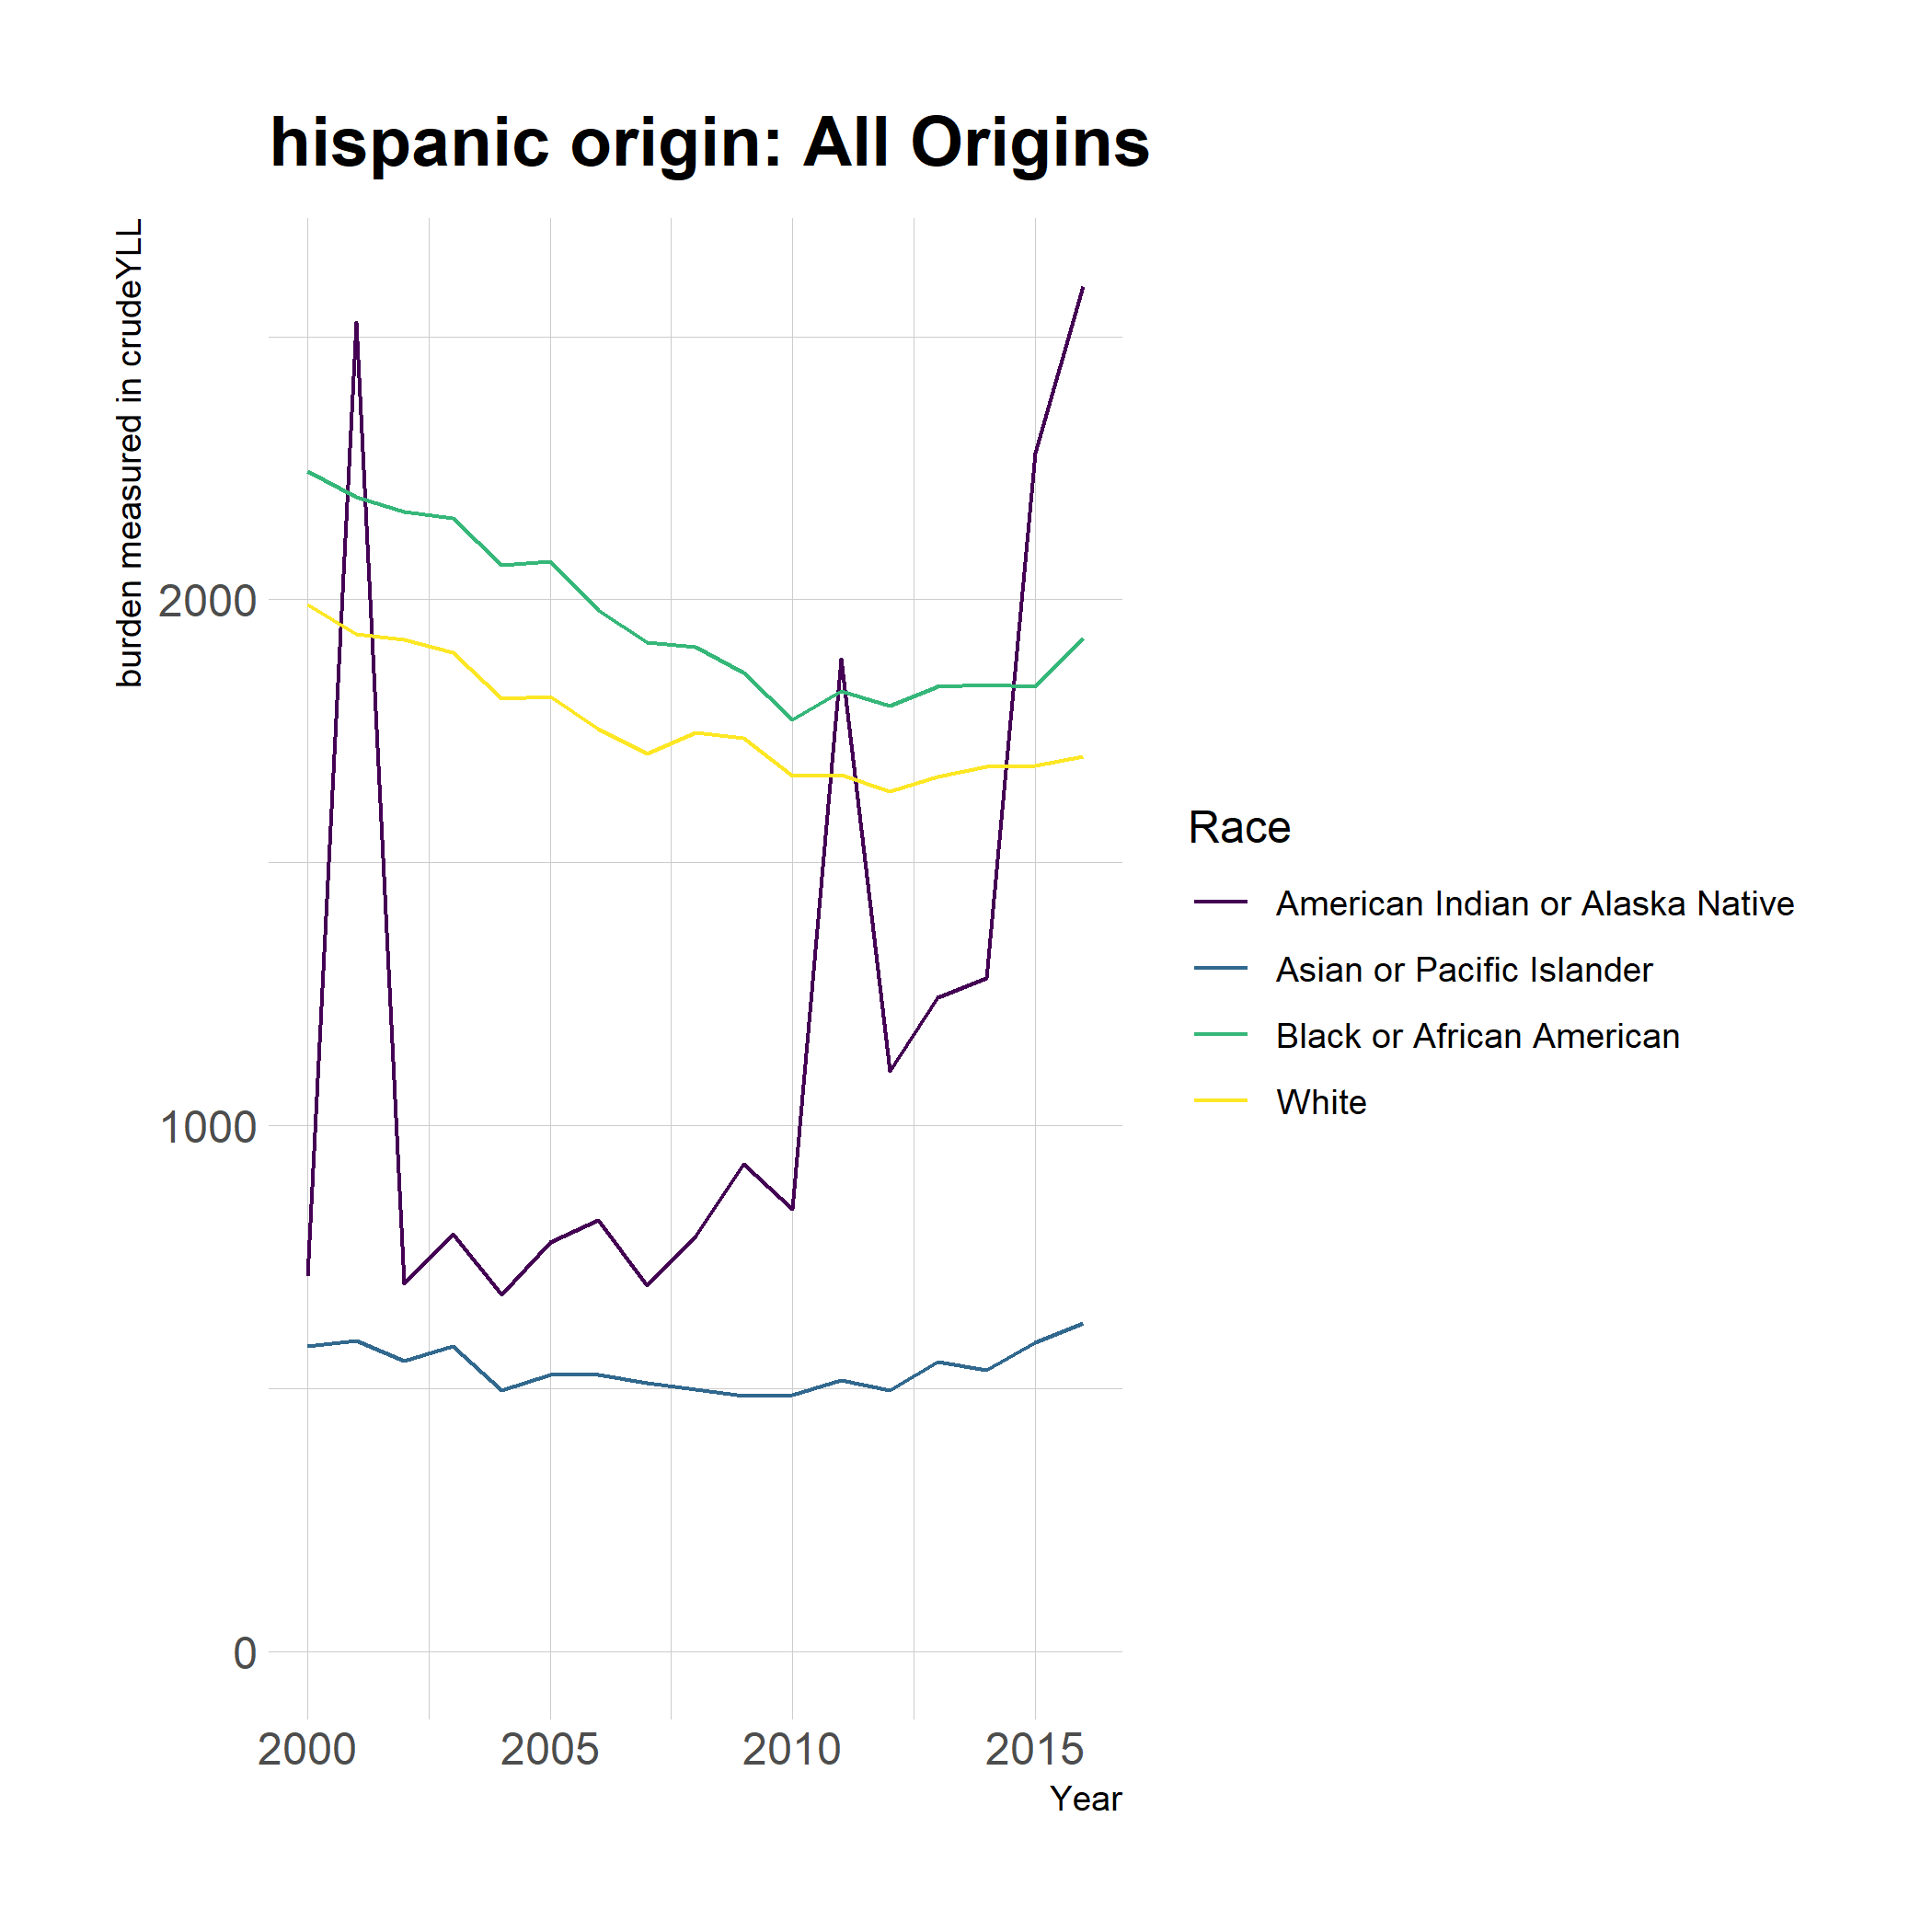 hispanic origin: All Origins
burden measured in crudeYLL
2000
1000
0
2000 2005 2010 2015
Year
Race
American Indian or Alaska Native
Asian or Pacific Islander
Black or African American
White